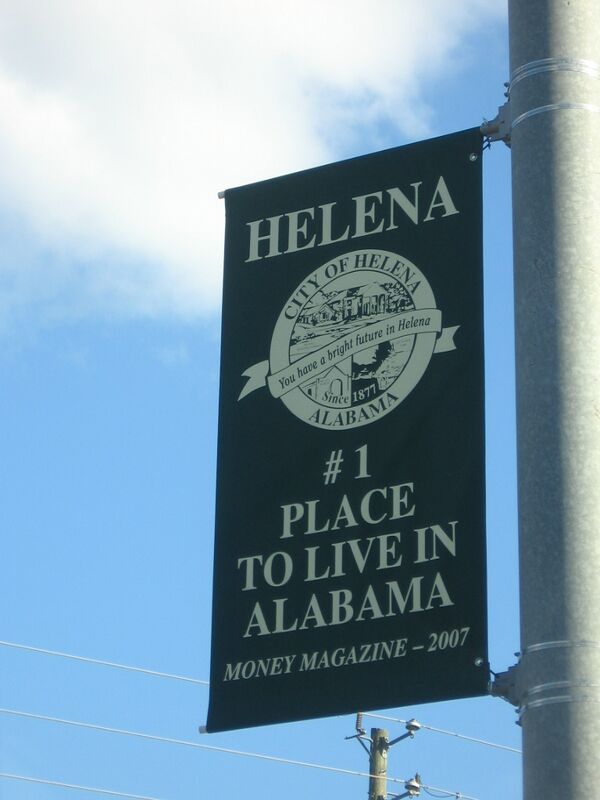 HELENA
CITY OF HELENA
You have a bright future in Helena
Since 1877
ALABAMA
# 1
PLACE
TO LIVE IN
ALABAMA
MONEY MAGAZINE – 2007